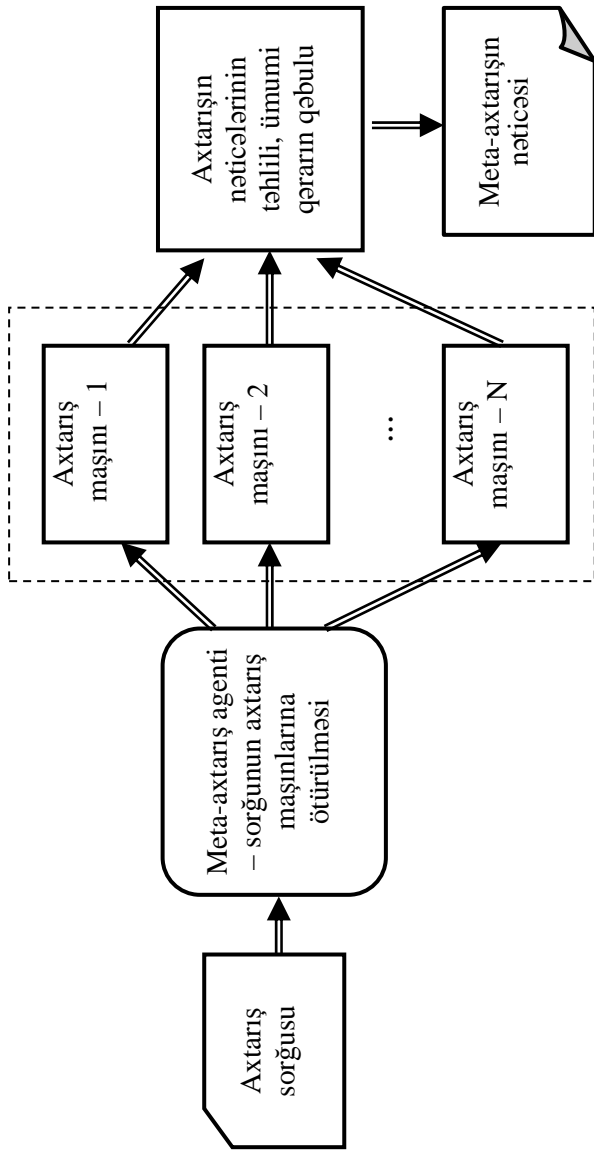 Axtarış
sorğusu
Meta-axtarış agenti
– sorğunun axtarış
maşınlarına
ötürülməsi
Axtarış
maşını – 1
Axtarış
maşını – 2
...
Axtarış
maşını – N
Axtarışın
nəticələrinin
təhlili, ümumi
qərarın qəbulu
Meta-axtarışın
nəticəsi